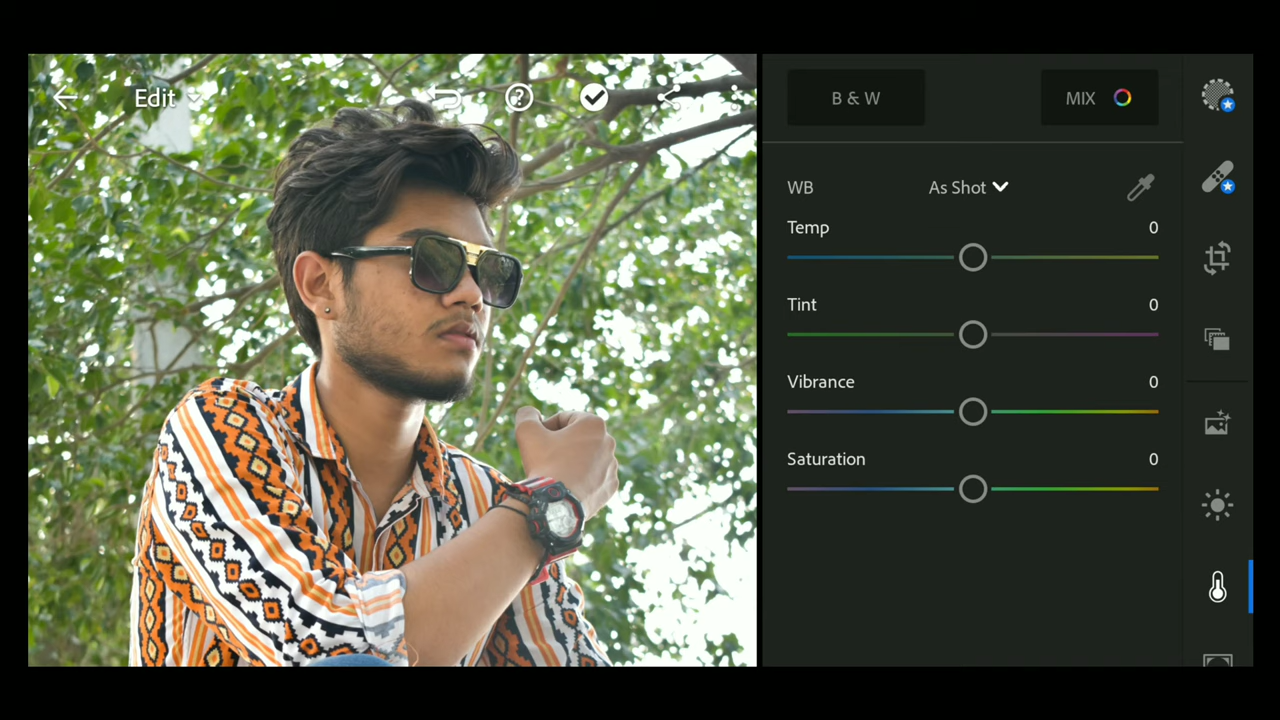 Edit
B & W
MIX
WB
As Shot
Temp
0
Tint
0
Vibrance
0
Saturation
0